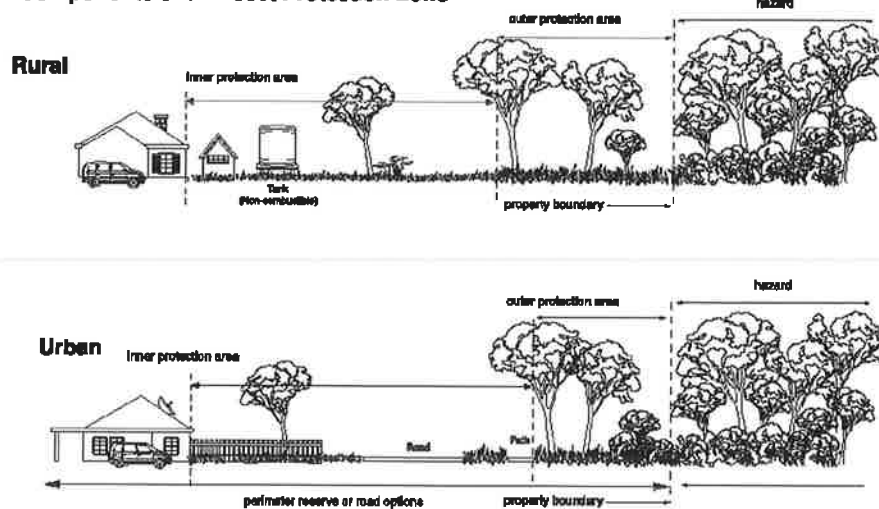 hazard
outer protection area
Rural
inner protection area
Tank
(Non-combustible)
property boundary
hazard
outer protection area
Urban
inner protection area
Road
Path
perimeter reserve or road options
property boundary